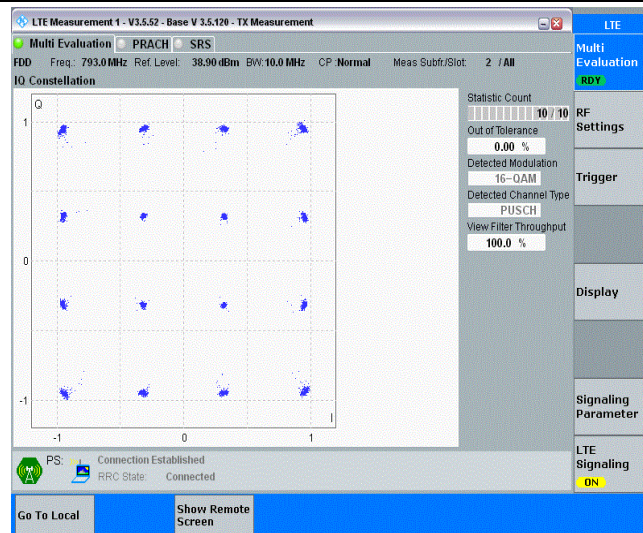 LTE Measurement 1 - V3.5.52 - Base V 3.5.120 - TX Measurement
LTE
Multi Evaluation PRACH SRS
Multi
Evaluation
RDY
FDD Freq.: 793.0 MHz Ref. Level: 38.90 dBm BW: 10.0 MHz CP :Normal Meas Subfr./Slot: 2 / All
IQ Constellation
Q
1
0
-1
-1
0
1
I
Statistic Count
10 / 10
Out of Tolerance
0.00 %
Detected Modulation
16-QAM
Detected Channel Type
PUSCH
View Filter Throughput
100.0 %
RF
Settings
Trigger
Display
Signaling
Parameter
LTE
Signaling
ON
PS: Connection Established
RRC State: Connected
Go To Local
Show Remote
Screen